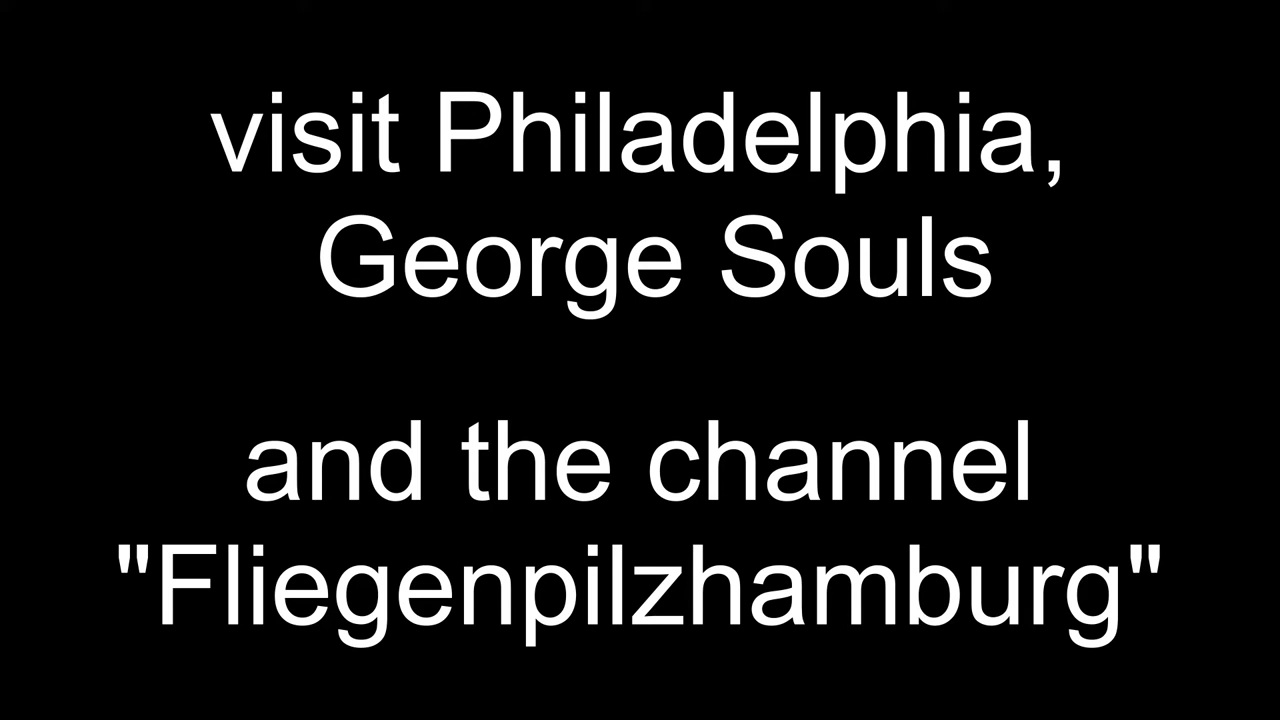 visit Philadelphia,
George Souls
and the channel
"Fliegenpilzhamburg"